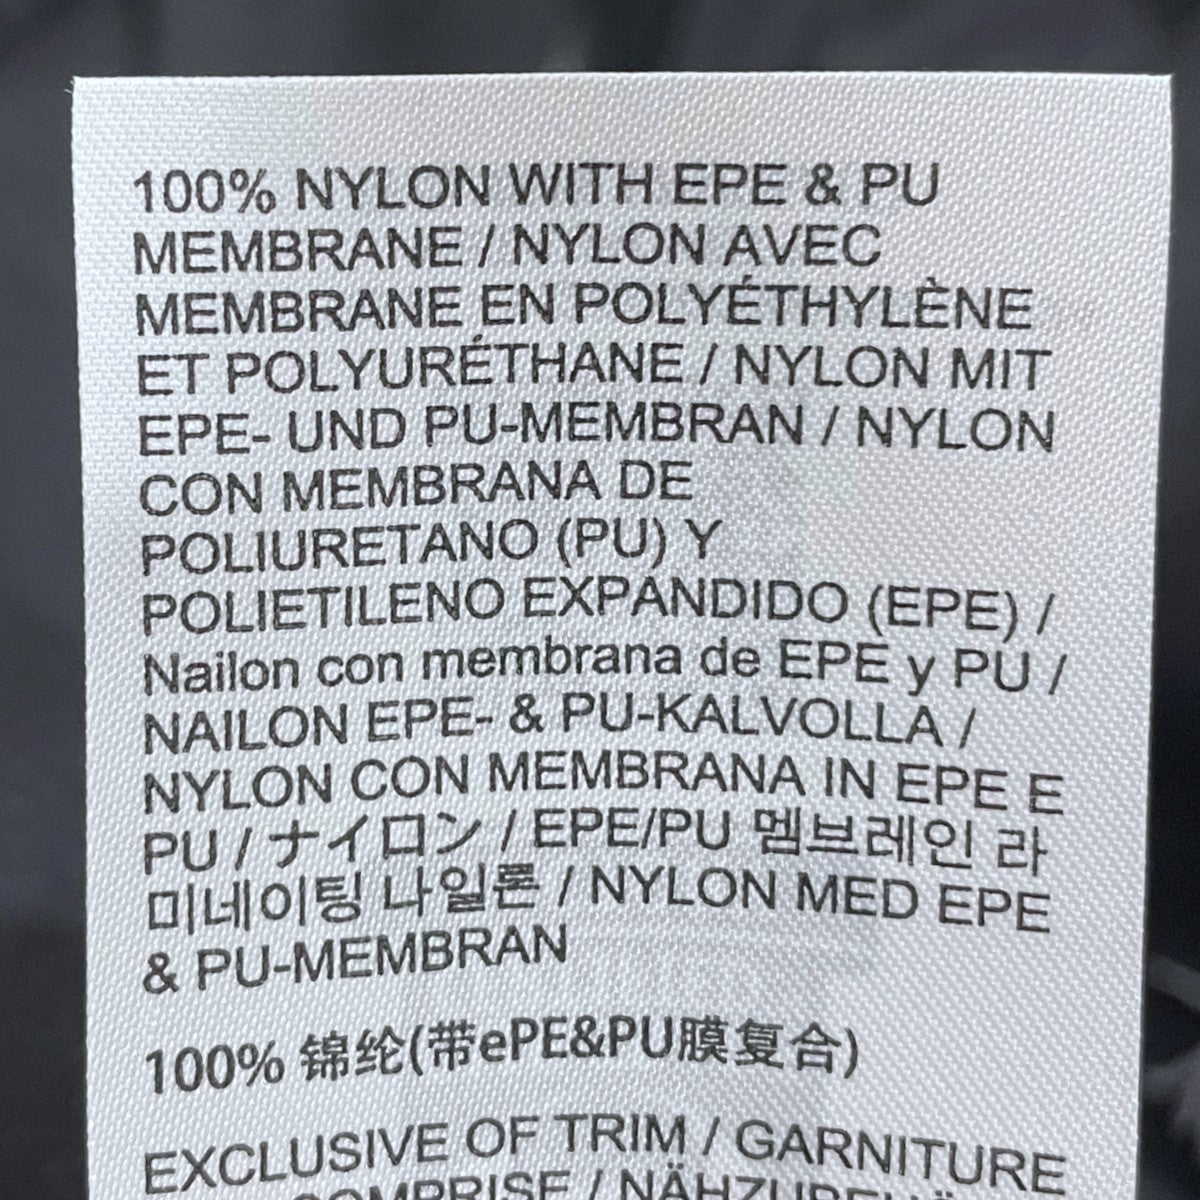 100% NYLON WITH EPE & PU
MEMBRANE / NYLON AVEC
MEMBRANE EN POLYÉTHYLÈNE
ET POLYURÉTHANE / NYLON MIT
EPE- UND PU-MEMBRAN / NYLON
CON MEMBRANA DE
POLIURETANO (PU) Y
POLIETILENO EXPANDIDO (EPE) /
Nailon con membrana de EPE y PU /
NAILON EPE- & PU-KALVOLLA /
NYLON CON MEMBRANA IN EPE E
PU / ナイロン / EPE/PU 멤브레인 라
미네이팅 나일론 / NYLON MED EPE
& PU-MEMBRAN
100% 锦纶(带ePE&PU膜复合)
EXCLUSIVE OF TRIM / GARNITURE
COMPRISE /